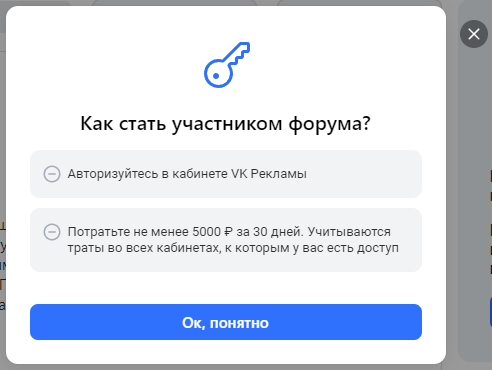 Как стать участником форума?
Авторизуйтесь в кабинете VK Рекламы
Потратьте не менее 5000 ₽ за 30 дней. Учитываются
траты во всех кабинетах, к которым у вас есть доступ
Ок, понятно